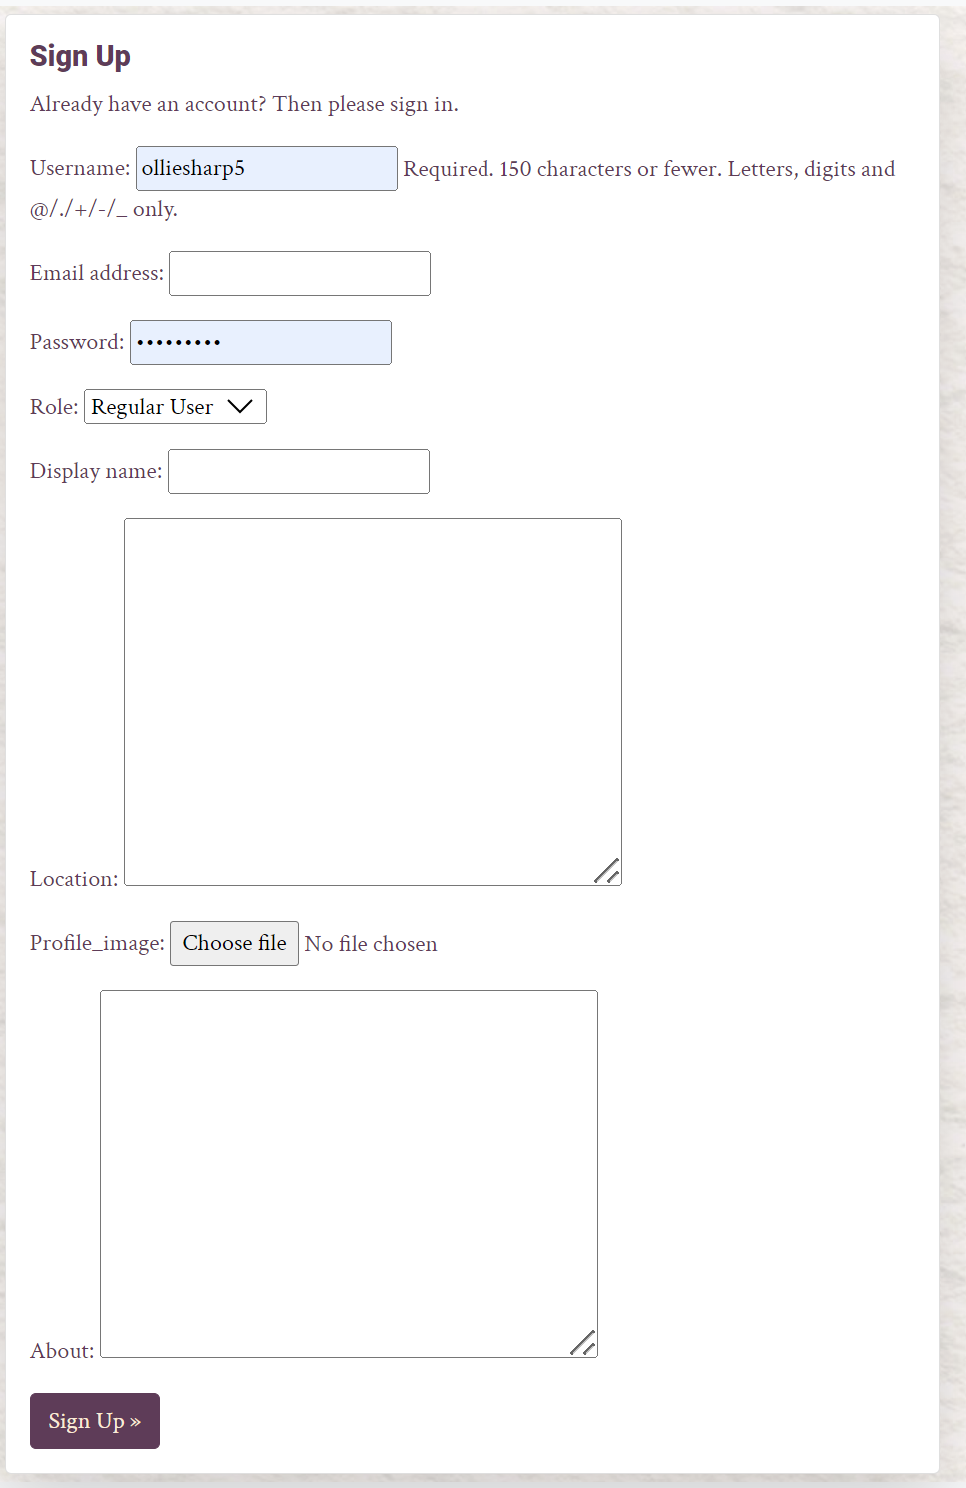 Sign Up
Already have an account? Then please sign in.
Username: olliesharp5 Required. 150 characters or fewer. Letters, digits and
@/./+/-/_ only.
Email address:
Password: •••••••••
Role: Regular User
Display name:
Location:
Profile_image: Choose file No file chosen
About:
Sign Up »